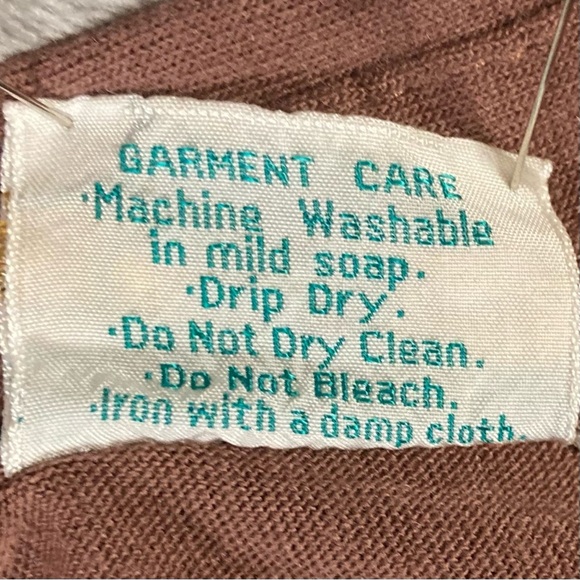 GARMENT CARE
·Machine Washable
in mild soap.
·Drip Dry.
·Do Not Dry Clean.
·Do Not Bleach.
·Iron with a damp cloth.